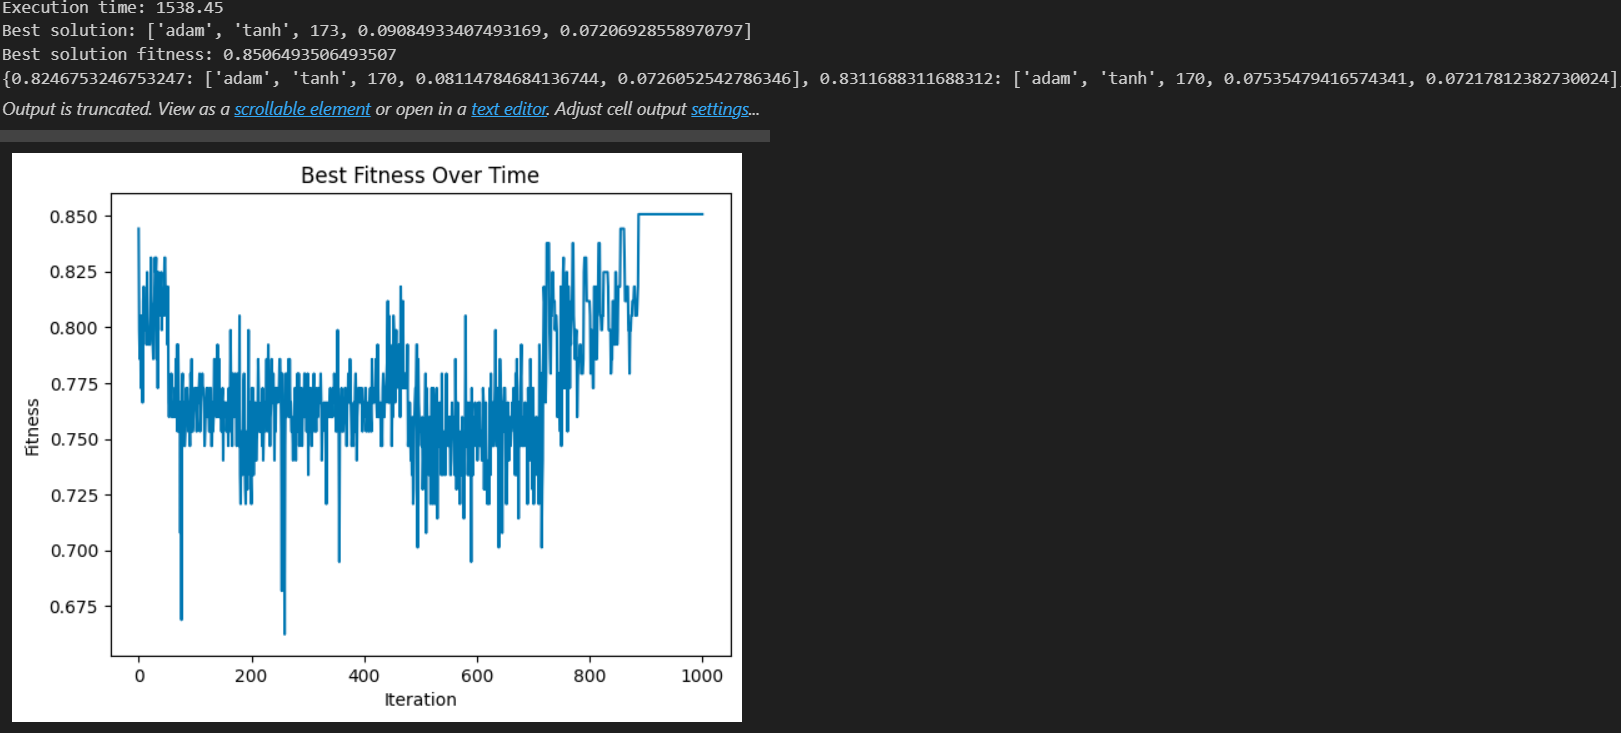 Execution time: 1538.45
Best solution: ['adam', 'tanh', 173, 0.09084933407493169, 0.07206928558970797]
Best solution fitness: 0.8506493506493507
{0.8246753246753247: ['adam', 'tanh', 170, 0.08114784684136744, 0.0726052542786346], 0.8311688311688312: ['adam', 'tanh', 170, 0.07535479416574341, 0.07217812382730024],
Output is truncated. View as a scrollable element or open in a text editor. Adjust cell output settings...
Best Fitness Over Time
0.850
0.825
0.800
0.775
0.750
0.725
0.700
0.675
Fitness
0 200 400 600 800 1000
Iteration